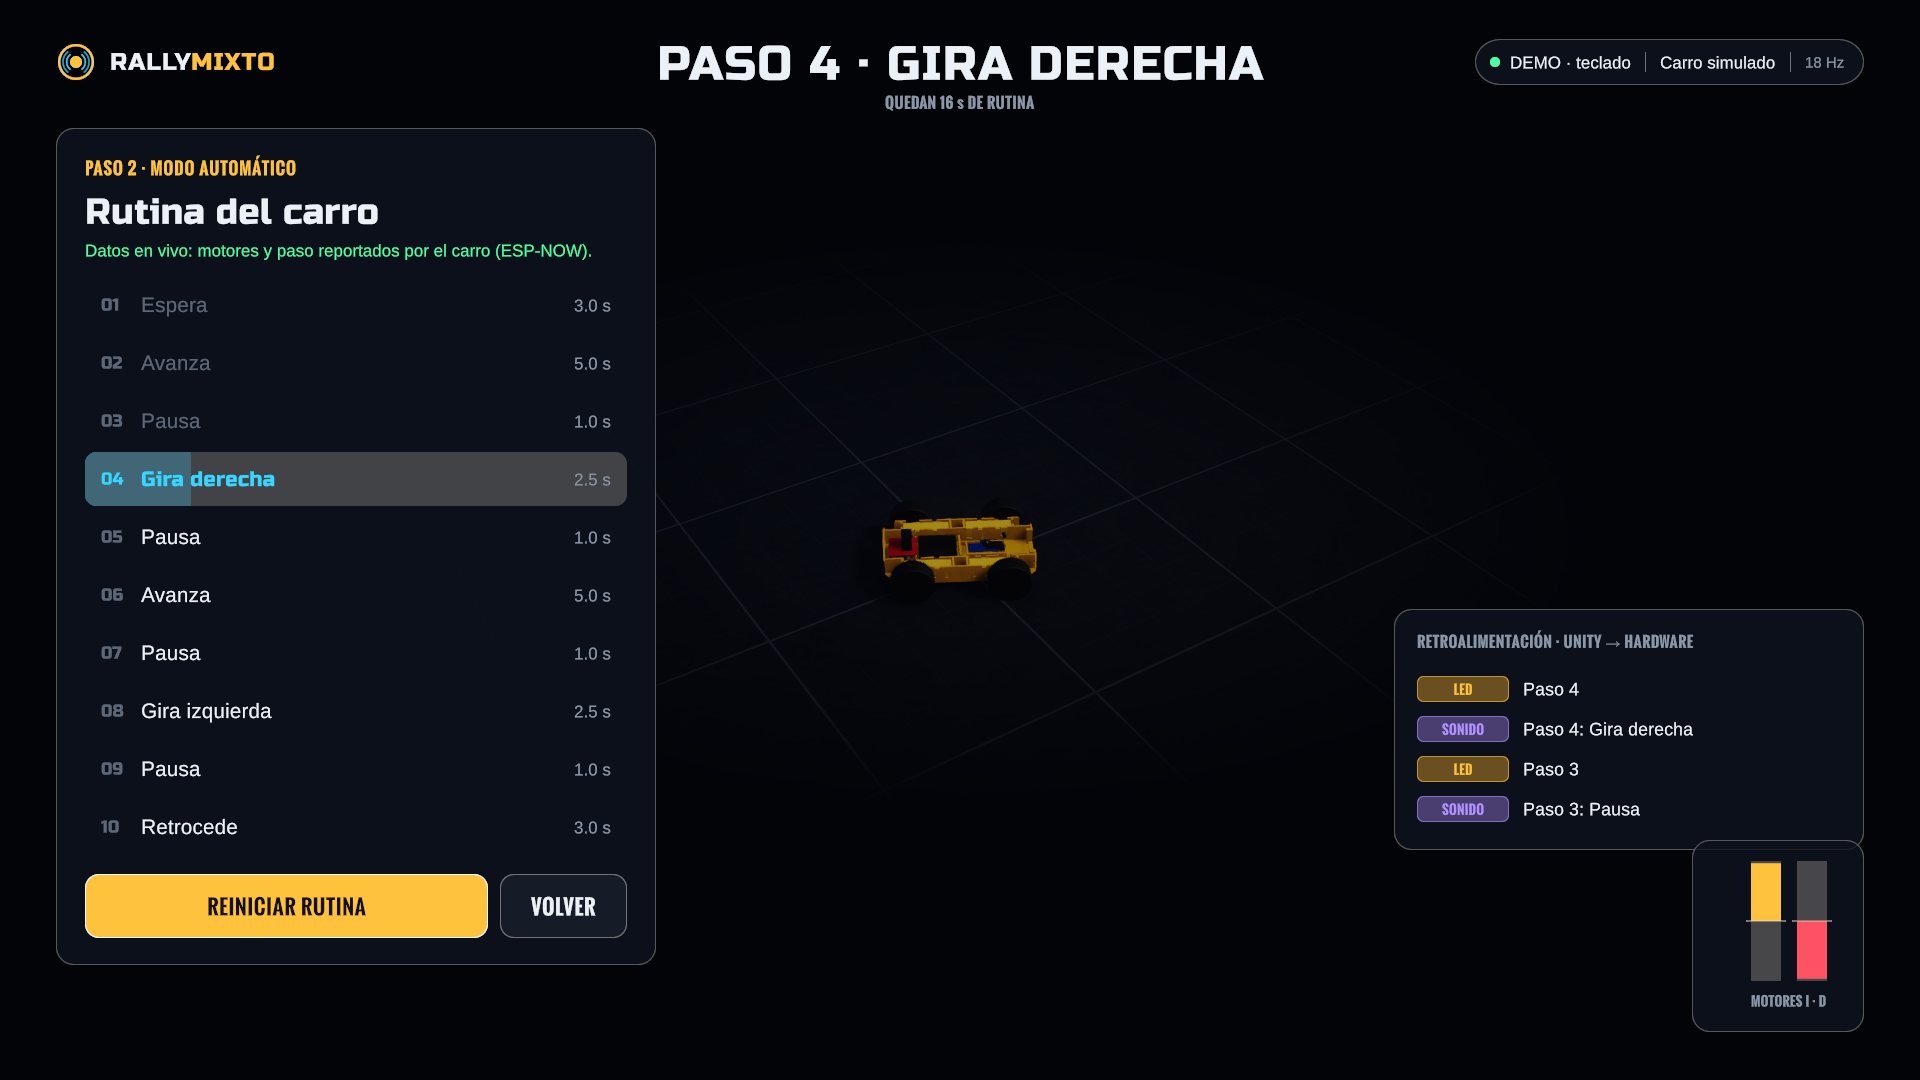 RALLYMIXTO
PASO 4 · GIRA DERECHA
QUEDAN 16 s DE RUTINA
DEMO · teclado | Carro simulado | 18 Hz
PASO 2 · MODO AUTOMÁTICO
Rutina del carro
Datos en vivo: motores y paso reportados por el carro (ESP-NOW).
01 Espera 3.0 s
02 Avanza 5.0 s
03 Pausa 1.0 s
04 Gira derecha 2.5 s
05 Pausa 1.0 s
06 Avanza 5.0 s
07 Pausa 1.0 s
08 Gira izquierda 2.5 s
09 Pausa 1.0 s
10 Retrocede 3.0 s
REINICIAR RUTINA
VOLVER
RETROALIMENTACIÓN · UNITY → HARDWARE
LED Paso 4
SONIDO Paso 4: Gira derecha
LED Paso 3
SONIDO Paso 3: Pausa
MOTORES I · D